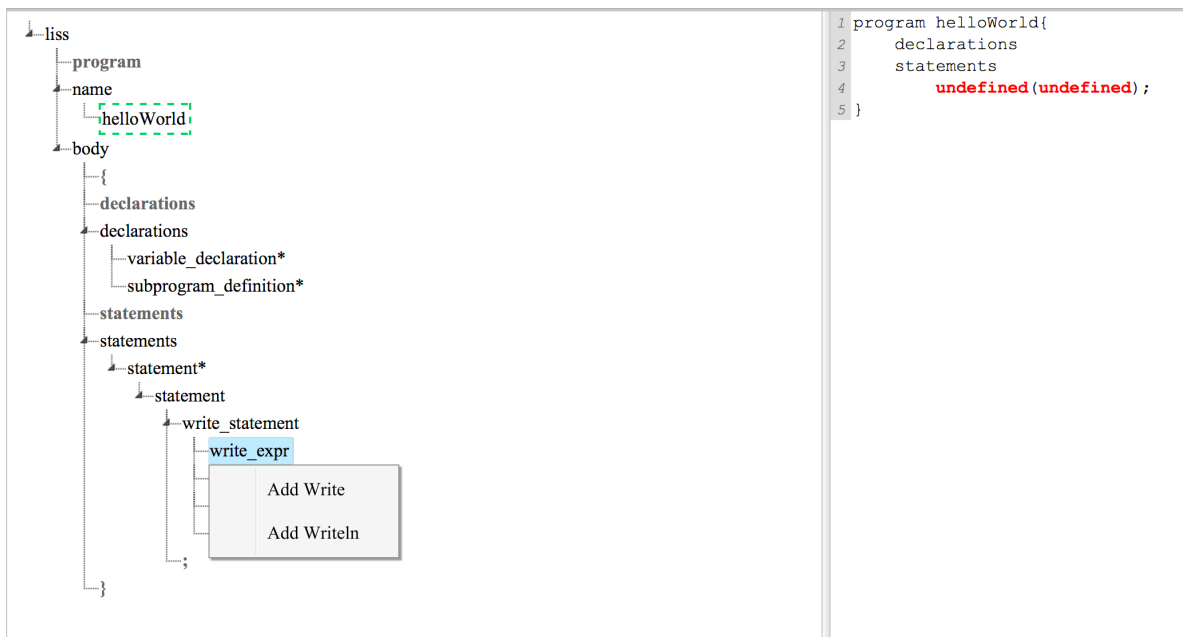 liss
program
name
helloWorld
body
{
declarations
declarations
variable_declaration*
subprogram_definition*
statements
statements
statement*
statement
write_statement
write_expr
Add Write
Add Writeln
;
}
1 program helloWorld{
2 declarations
3 statements
4 undefined(undefined);
5 }